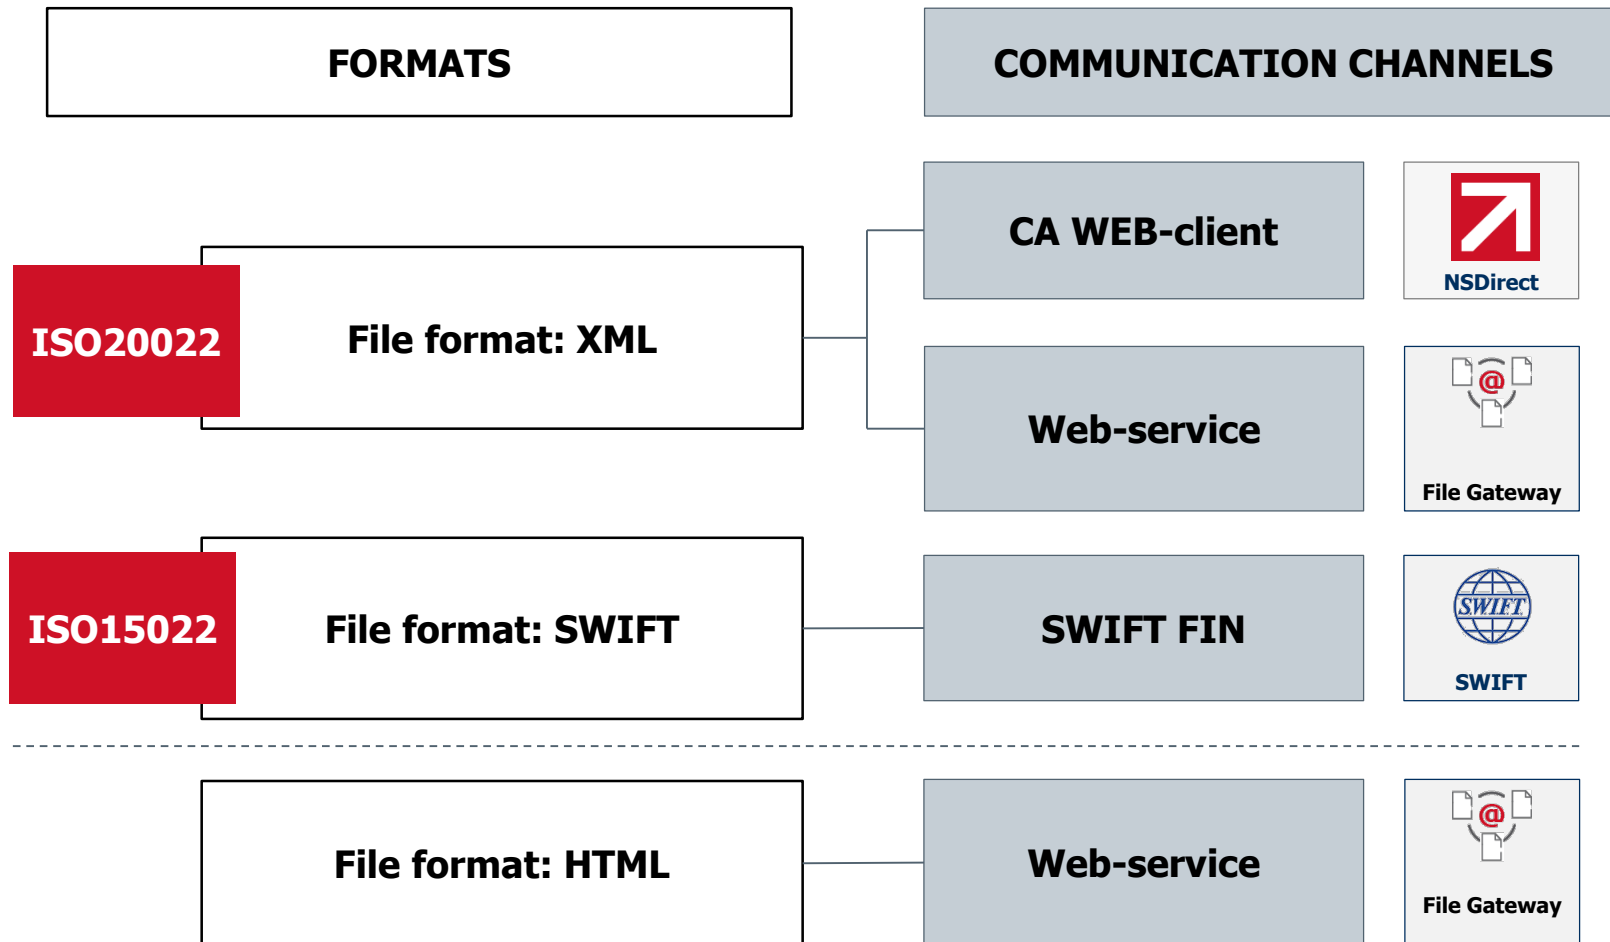 FORMATS
COMMUNICATION CHANNELS
CA WEB-client
NSDirect
ISO20022
File format: XML
Web-service
@
File Gateway
ISO15022
File format: SWIFT
SWIFT FIN
S.W.I.F.T.
SWIFT
File format: HTML
Web-service
@
File Gateway